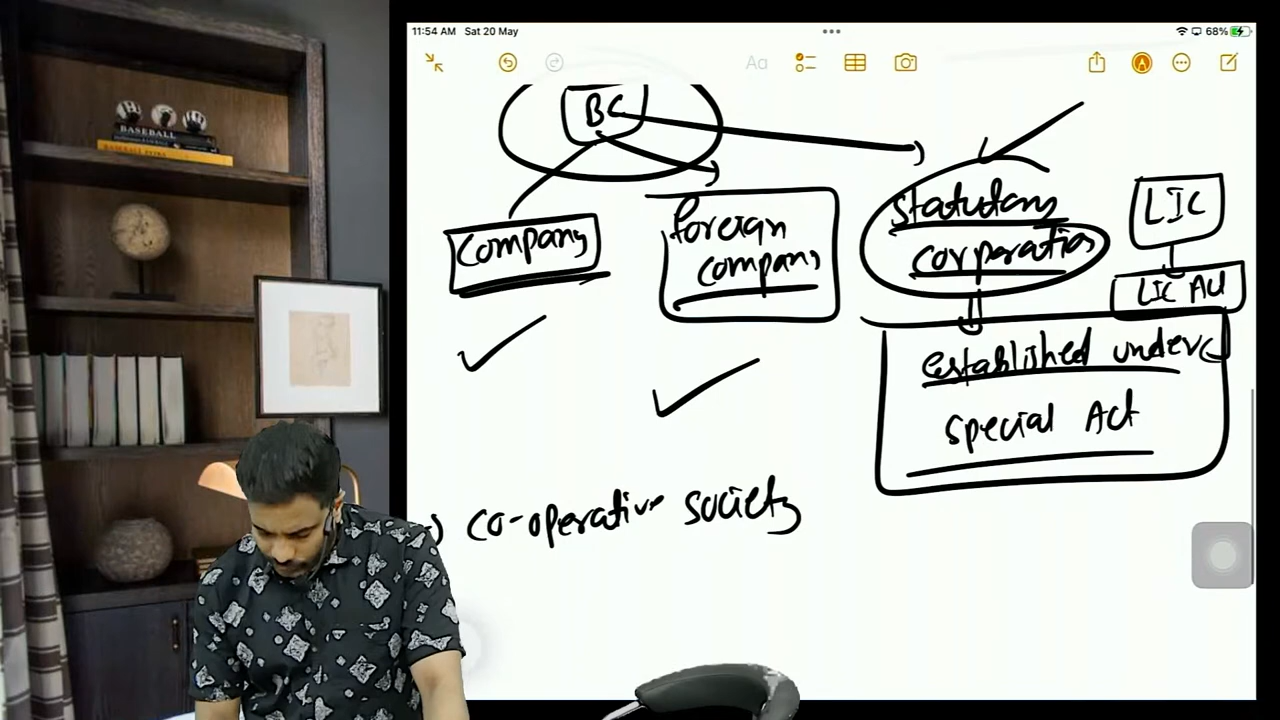 11:54 AM Sat 20 May
68%
Aa
BC
company
foreign
company
statutory
corporation
LIC
LIC Act
established under
special Act
co-operative society
BASEBALL